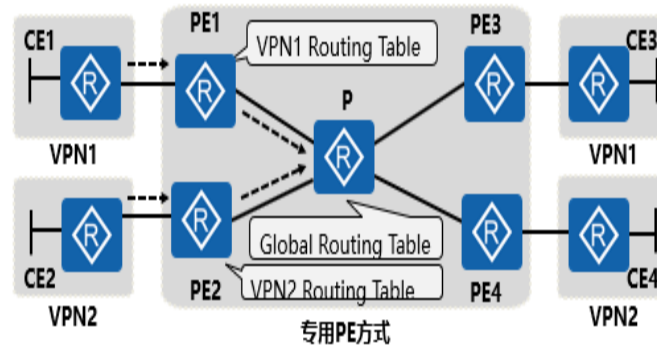 PE1
PE3
CE1
VPN1 Routing Table
CE3
R
R
R
R
P
VPN1
R
VPN1
R
R
R
R
Global Routing Table
CE2
PE2
VPN2 Routing Table
PE4
CE4
VPN2
VPN2
专用PE方式